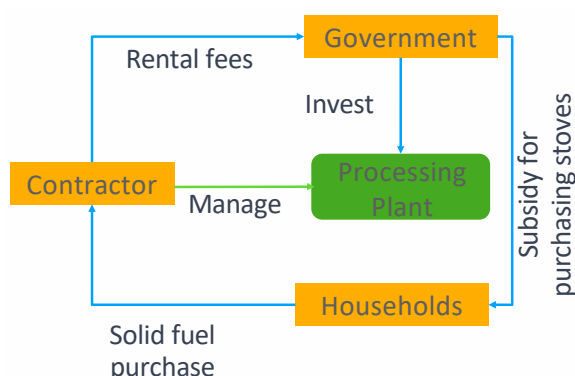 Government
Rental fees
Invest
Subsidy for
purchasing stoves
Contractor
Manage
Processing
Plant
Households
Solid fuel
purchase